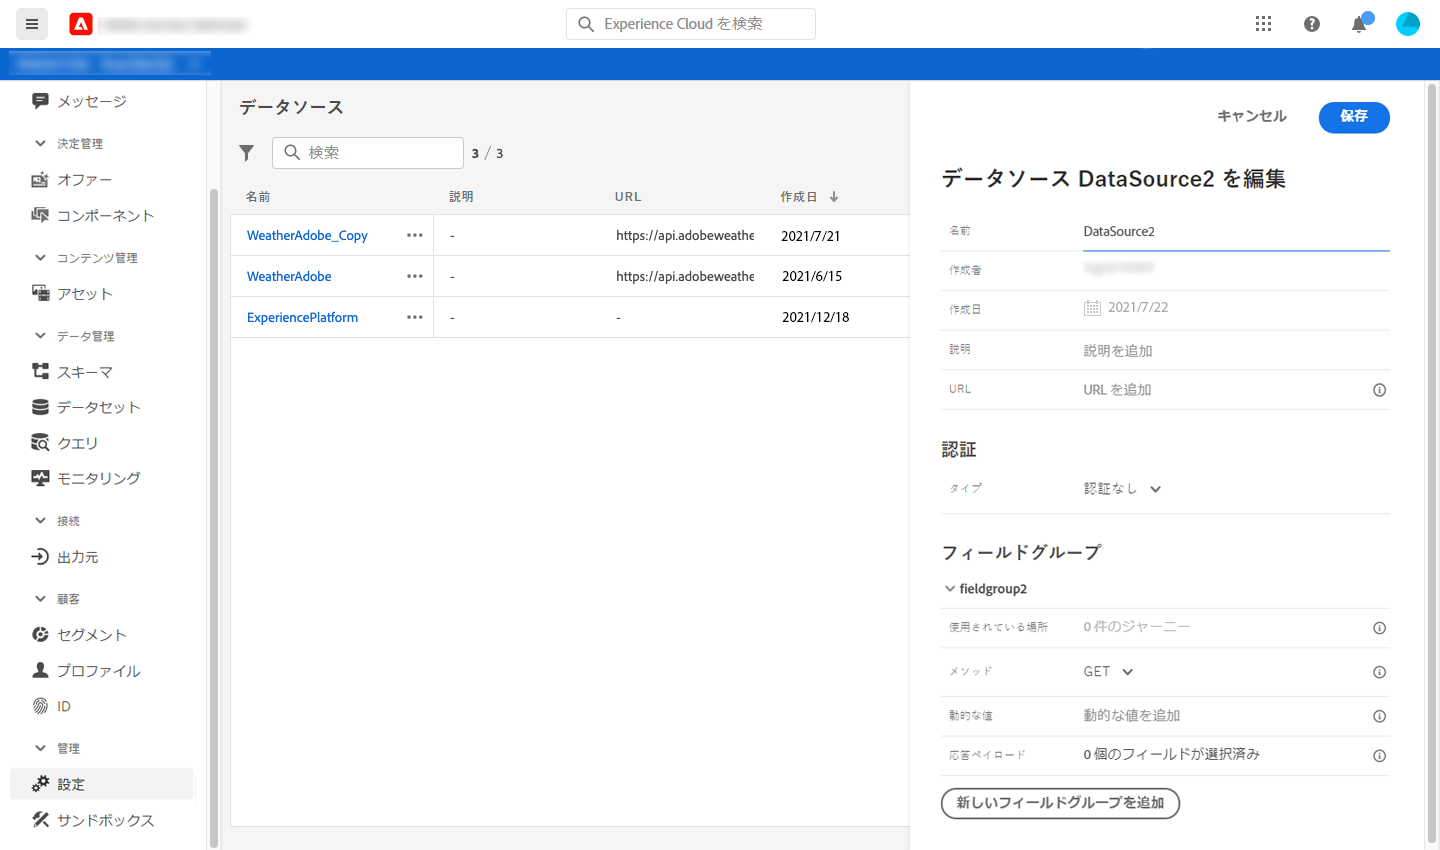 Experience Cloud を検索
メッセージ
決定管理
オファー
コンポーネント
コンテンツ管理
アセット
データ管理
スキーマ
データセット
クエリ
モニタリング
接続
出力元
顧客
セグメント
プロファイル
ID
管理
設定
サンドボックス
データソース
検索
3 / 3
名前 説明 URL 作成日
WeatherAdobe_Copy ••• - https://api.adobeweathe 2021/7/21
WeatherAdobe ••• - https://api.adobeweathe 2021/6/15
ExperiencePlatform ••• - - 2021/12/18
キャンセル 保存
データソース DataSource2 を編集
名前 DataSource2
作成者
作成日 2021/7/22
説明 説明を追加
URL URL を追加
認証
タイプ 認証なし
フィールドグループ
fieldgroup2
使用されている場所 0 件のジャーニー
メソッド GET
動的な値 動的な値を追加
応答ペイロード 0 個のフィールドが選択済み
新しいフィールドグループを追加